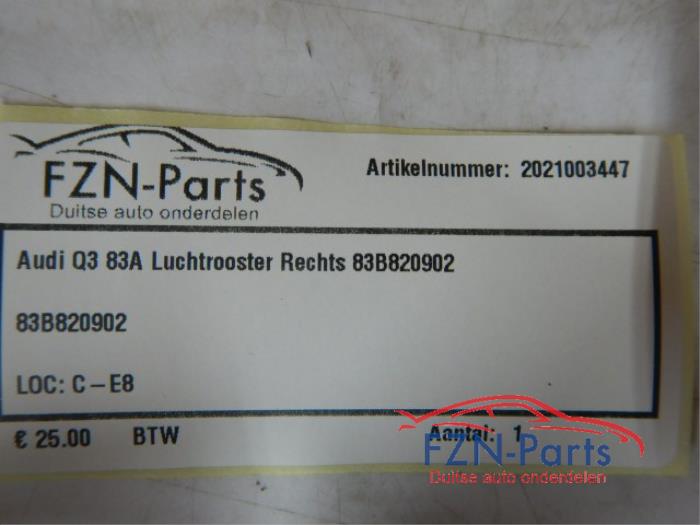 FZN-Parts
Duitse auto onderdelen
Artikelnummer: 2021003447
Audi Q3 83A Luchtrooster Rechts 83B820902
83B820902
LOC: C-E8
€ 25.00 BTW Aantal: 1
FZN-Parts
Duitse auto onderdelen